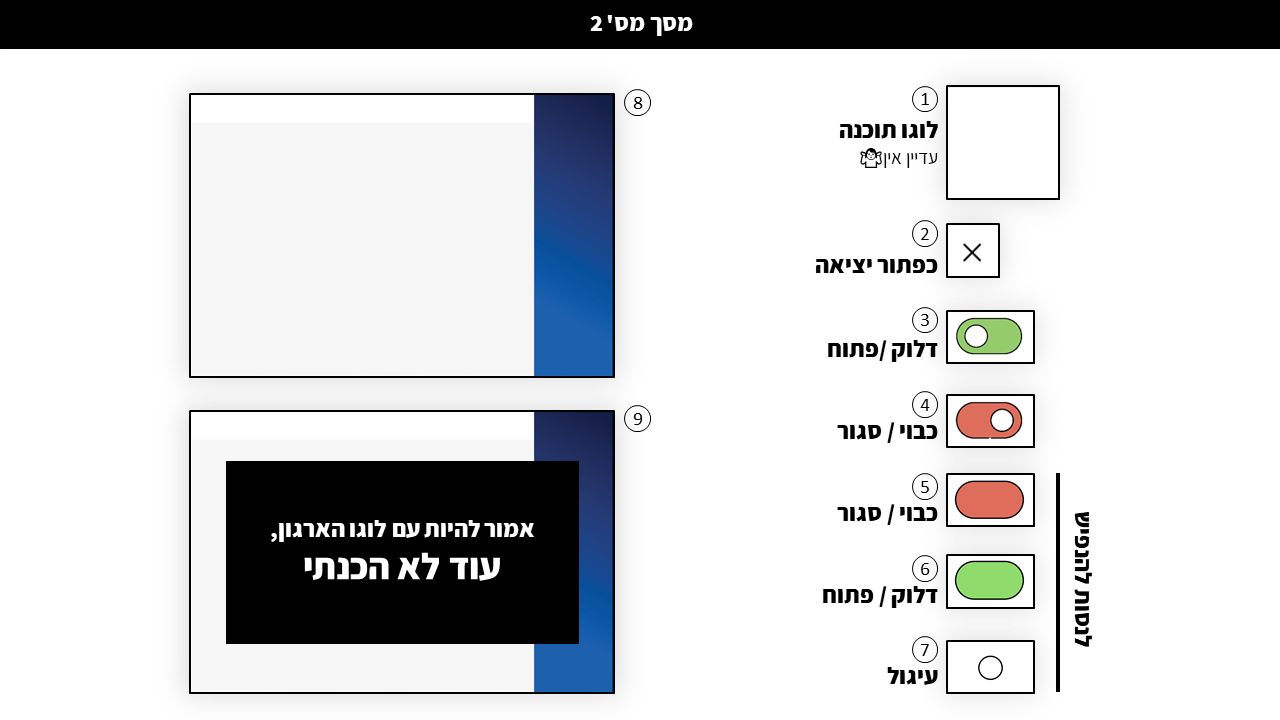 מסך מס' 2
1
לוגו תוכנה
עדיין אין
2
כפתור יציאה
3
דלוק /פתוח
4
כבוי / סגור
5
כבוי / סגור
6
דלוק / פתוח
7
עיגול
לנסות להנפיש
8
9
אמור להיות עם לוגו הארגון,
עוד לא הכנתי